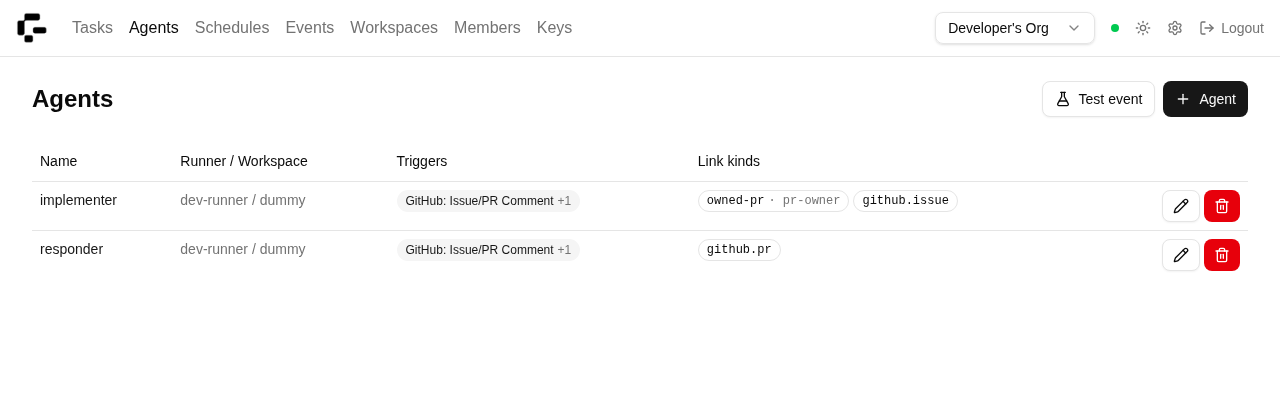 Tasks Agents Schedules Events Workspaces Members Keys Developer's Org Logout
Agents Test event Agent
Name Runner / Workspace Triggers Link kinds
implementer dev-runner / dummy GitHub: Issue/PR Comment +1 owned-pr · pr-owner github.issue
responder dev-runner / dummy GitHub: Issue/PR Comment +1 github.pr